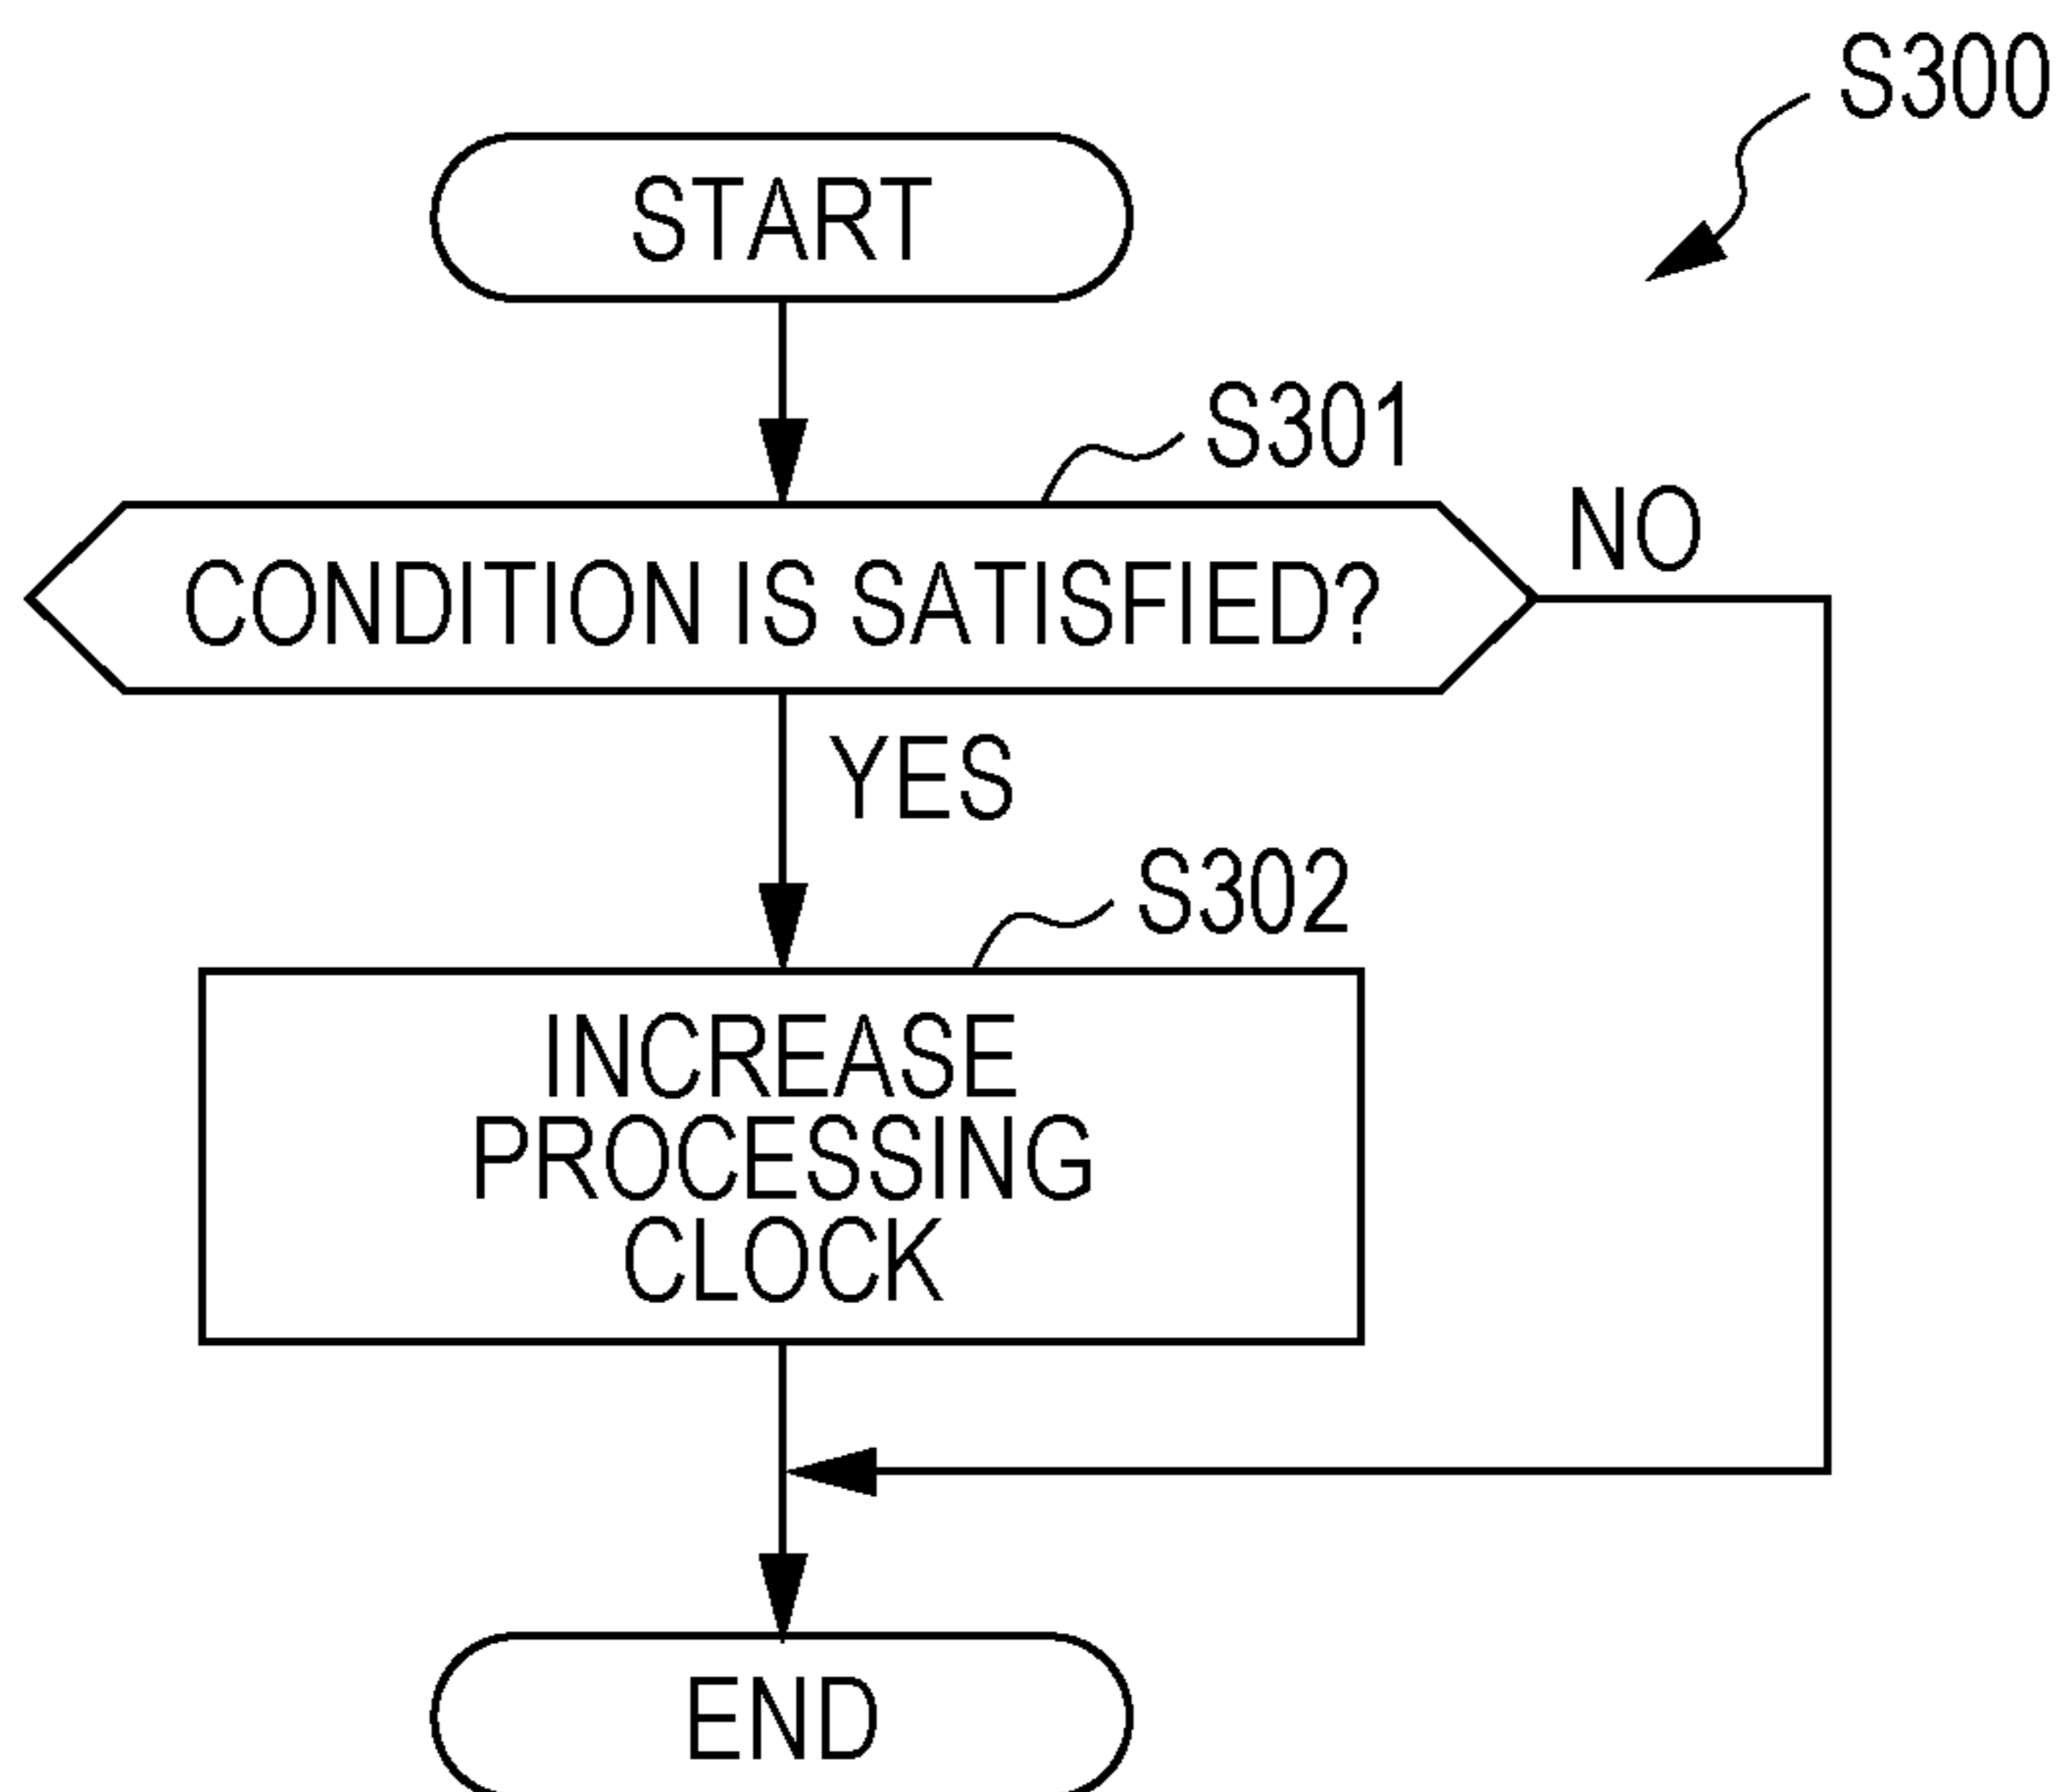 S300
START
S301
NO
CONDITION IS SATISFIED?
YES
S302
INCREASE
PROCESSING
CLOCK
END